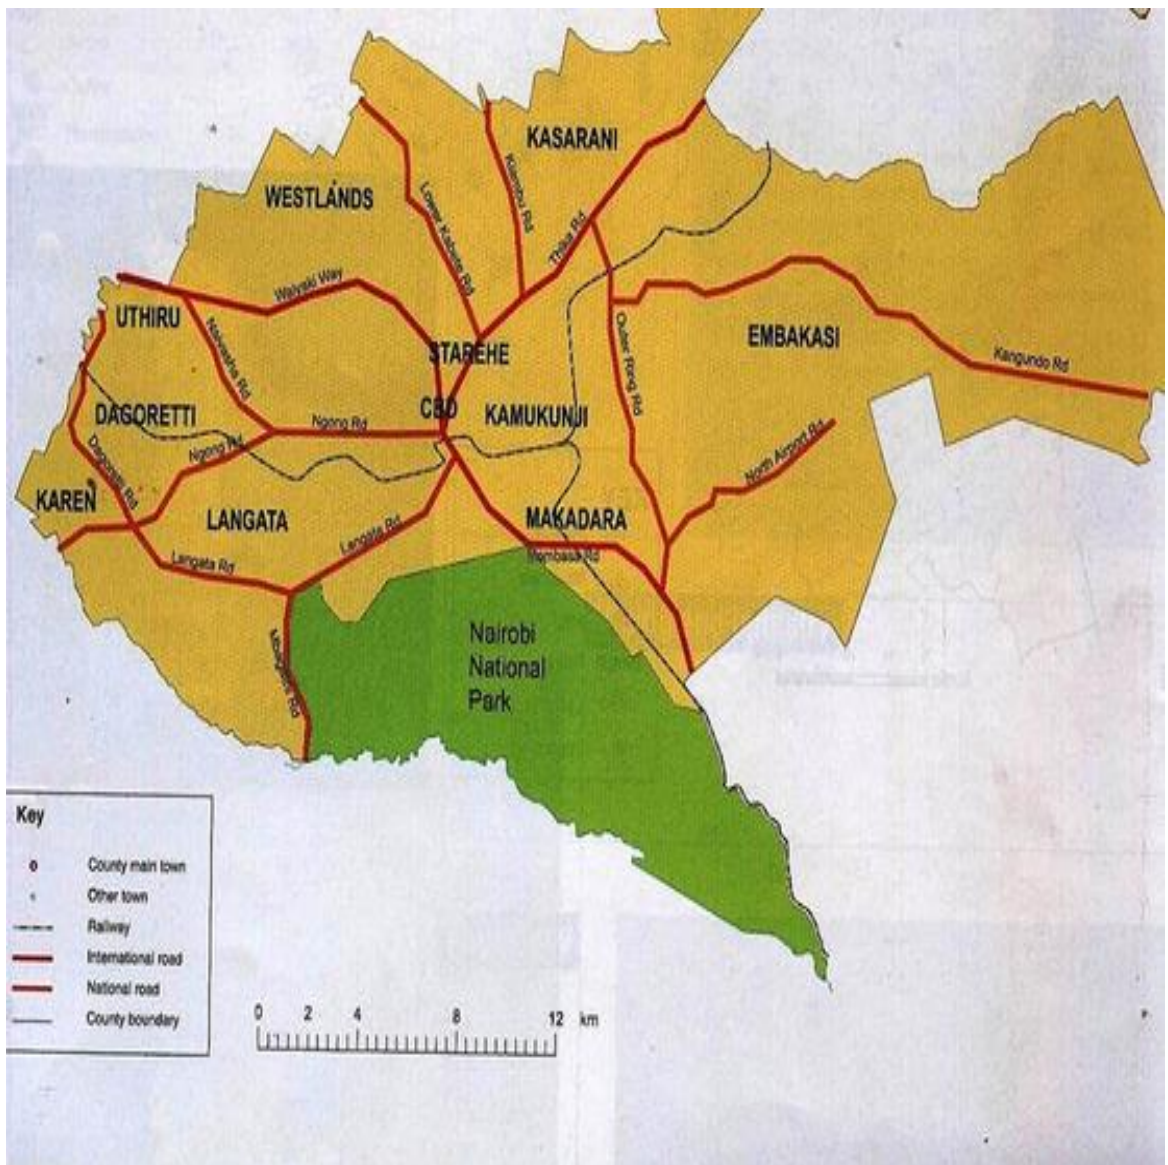 KASARANI
WESTLANDS
Lower Kabete Rd
Kiambu Rd
Thika Rd
Waiyaki Way
UTHIRU
Naivasha Rd
STAREHE
EMBAKASI
Outer Ring Rd
Kangundo Rd
DAGORETTI
CBD
KAMUKUNJI
Ngong Rd
Ngong Rd
North Airport Rd
Dagoretti Rd
KAREN
LANGATA
MAKADARA
Langata Rd
Langata Rd
Mombasa Rd
Nairobi
National
Park
Key
County main town
Other town
Railway
International road
National road
County boundary
0 2 4 8 12 km